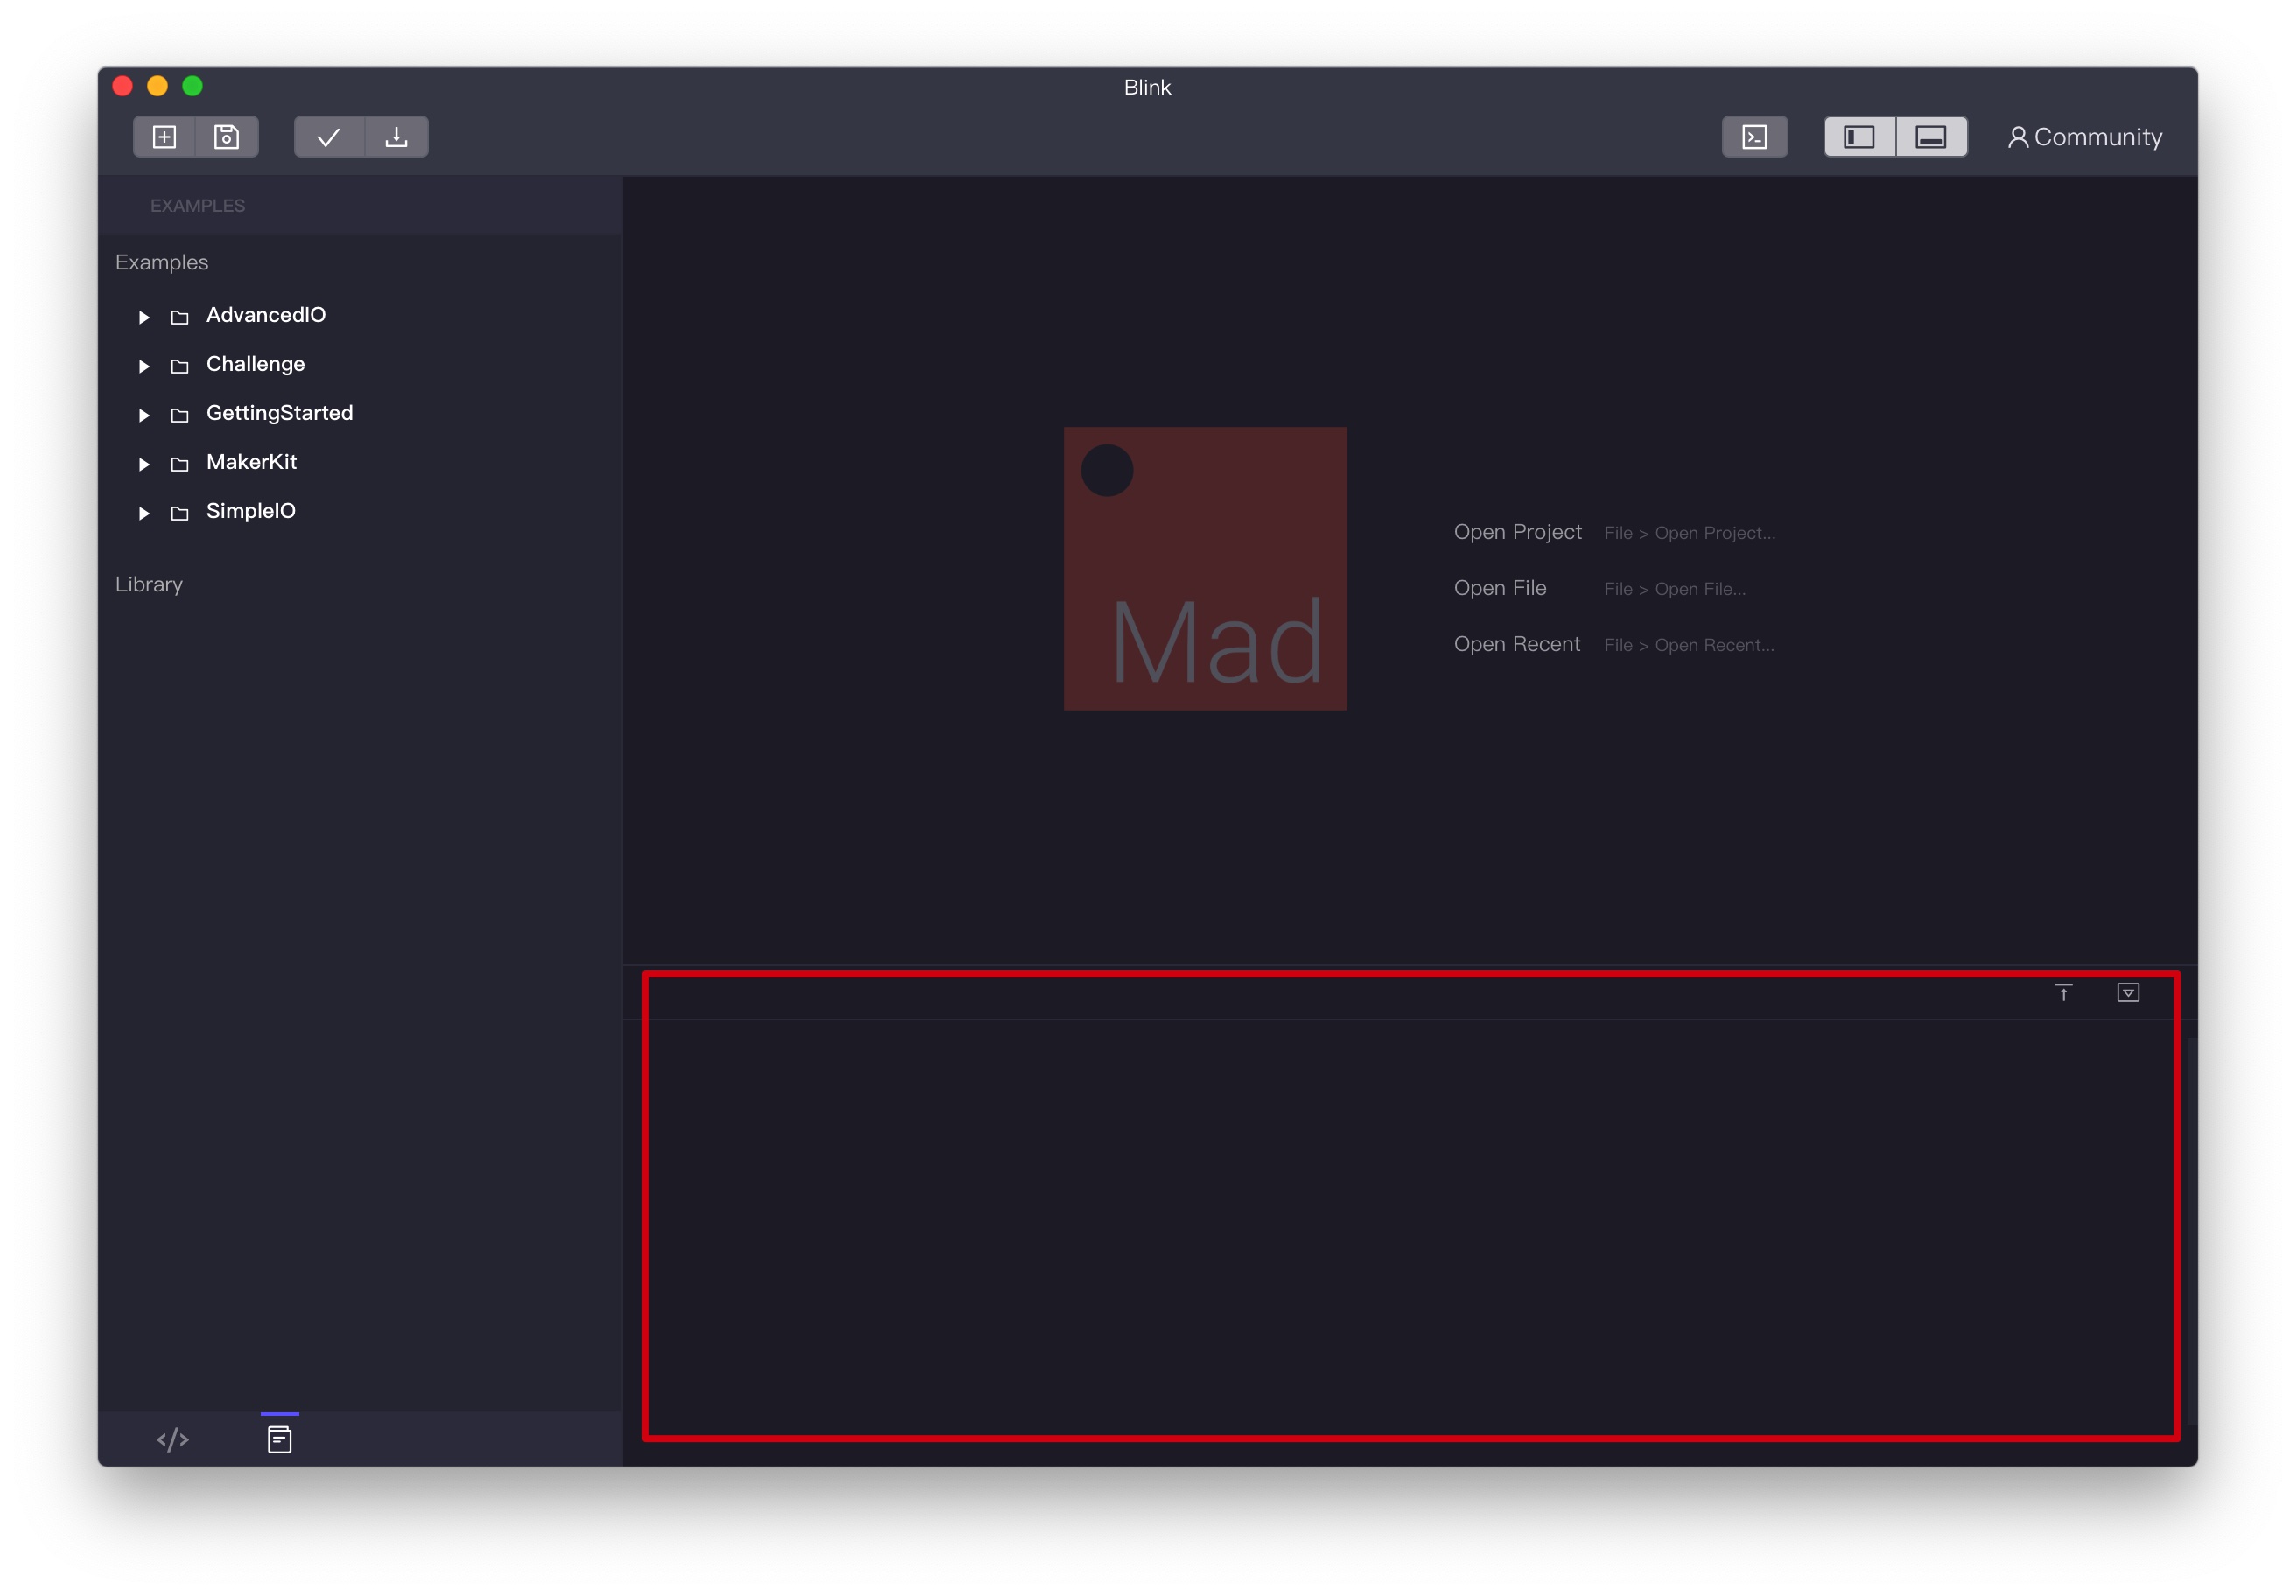 Blink
Community
EXAMPLES
Examples
AdvancedIO
Challenge
GettingStarted
MakerKit
SimpleIO
Library
Mad
Open Project File > Open Project...
Open File File > Open File...
Open Recent File > Open Recent...